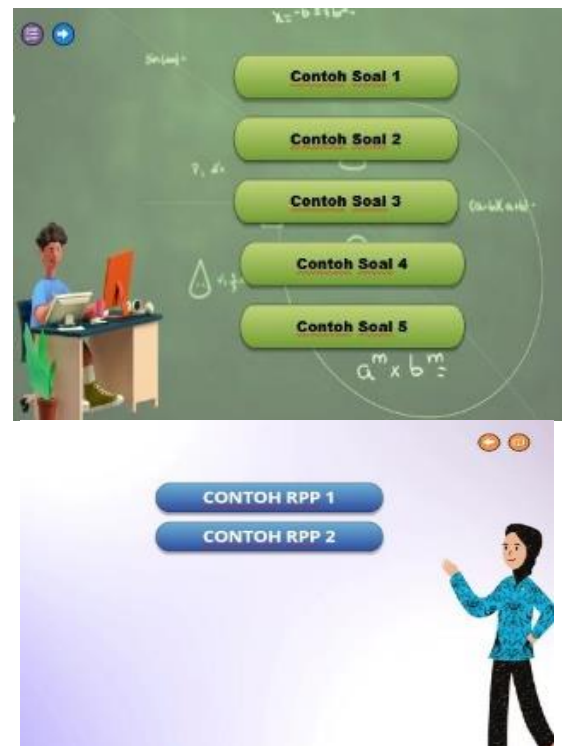 Contoh Soal 1
Contoh Soal 2
Contoh Soal 3
Contoh Soal 4
Contoh Soal 5
a^m x b^m =
CONTOH RPP 1
CONTOH RPP 2